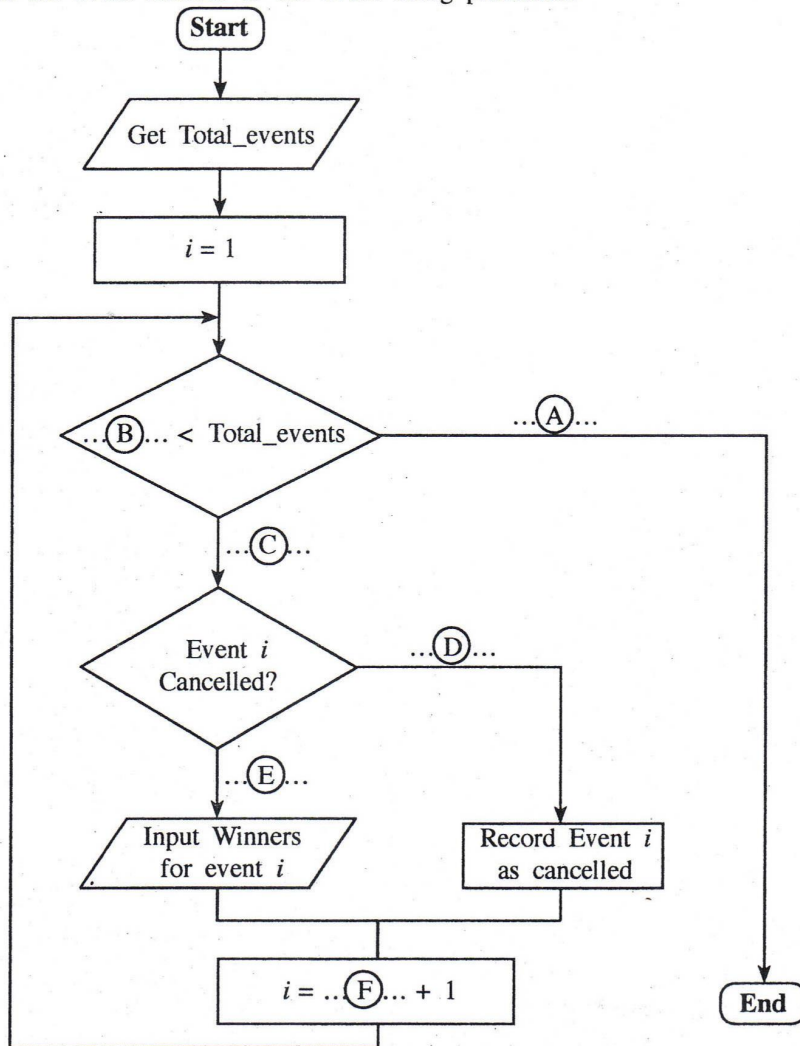 Start
Get Total_events
i = 1
...Ⓑ... < Total_events
...Ⓐ...
...Ⓒ...
Event i
Cancelled?
...Ⓓ...
...Ⓔ...
Input Winners
for event i
Record Event i
as cancelled
i = ...Ⓕ... + 1
End